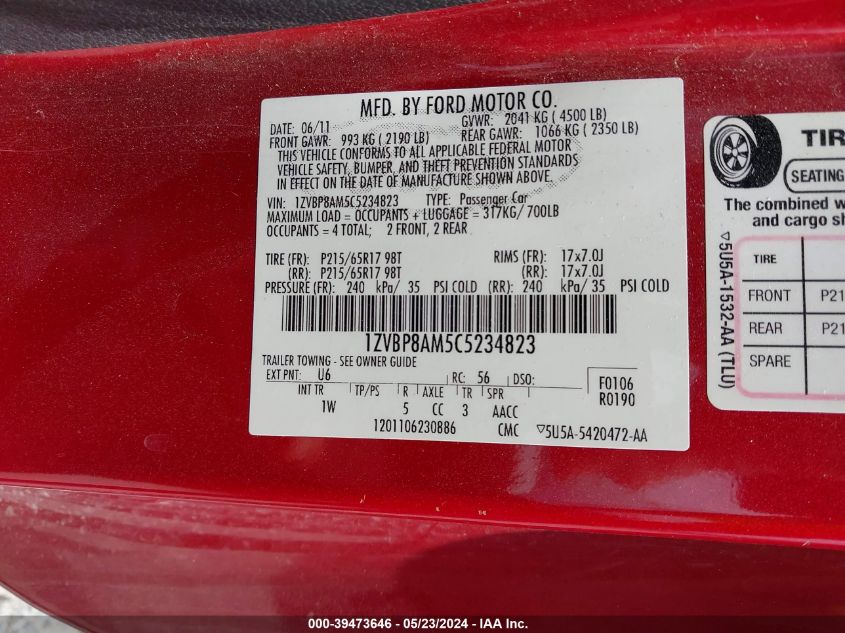 MFD. BY FORD MOTOR CO.
DATE: 06/11 GVWR: 2041 KG ( 4500 LB)
FRONT GAWR: 993 KG ( 2190 LB) REAR GAWR: 1066 KG ( 2350 LB)
THIS VEHICLE CONFORMS TO ALL APPLICABLE FEDERAL MOTOR
VEHICLE SAFETY, BUMPER, AND THEFT PREVENTION STANDARDS
IN EFFECT ON THE DATE OF MANUFACTURE SHOWN ABOVE.
VIN: 1ZVBP8AM5C5234823 TYPE: Passenger Car
MAXIMUM LOAD = OCCUPANTS + LUGGAGE = 317KG/ 700LB
OCCUPANTS = 4 TOTAL; 2 FRONT, 2 REAR
TIRE (FR): P215/65R17 98T RIMS (FR): 17x7.0J
(RR): P215/65R17 98T (RR): 17x7.0J
PRESSURE (FR): 240 kPa/ 35 PSI COLD (RR): 240 kPa/ 35 PSI COLD
1ZVBP8AM5C5234823
TRAILER TOWING - SEE OWNER GUIDE
EXT PNT: U6 RC: 56 DSO:
INT TR TP/PS R AXLE TR SPR
1W 5 CC 3 AACC
F0106
R0190
1201106230886 CMC ▽5U5A-5420472-AA
▽5U5A-1532-AA (TLU)
TIR
SEATING
The combined w
and cargo sh
TIRE
FRONT P21
REAR P21
SPARE
000-39473646 - 05/23/2024 - IAA Inc.